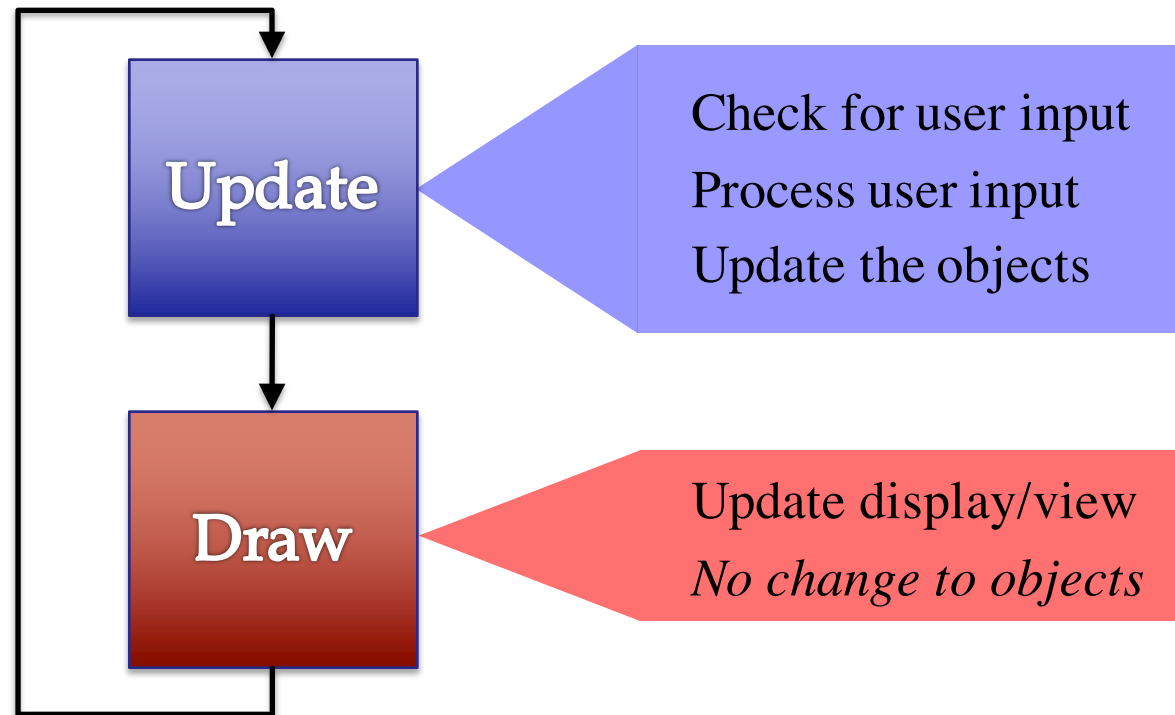 Update
Check for user input
Process user input
Update the objects
Draw
Update display/view
No change to objects